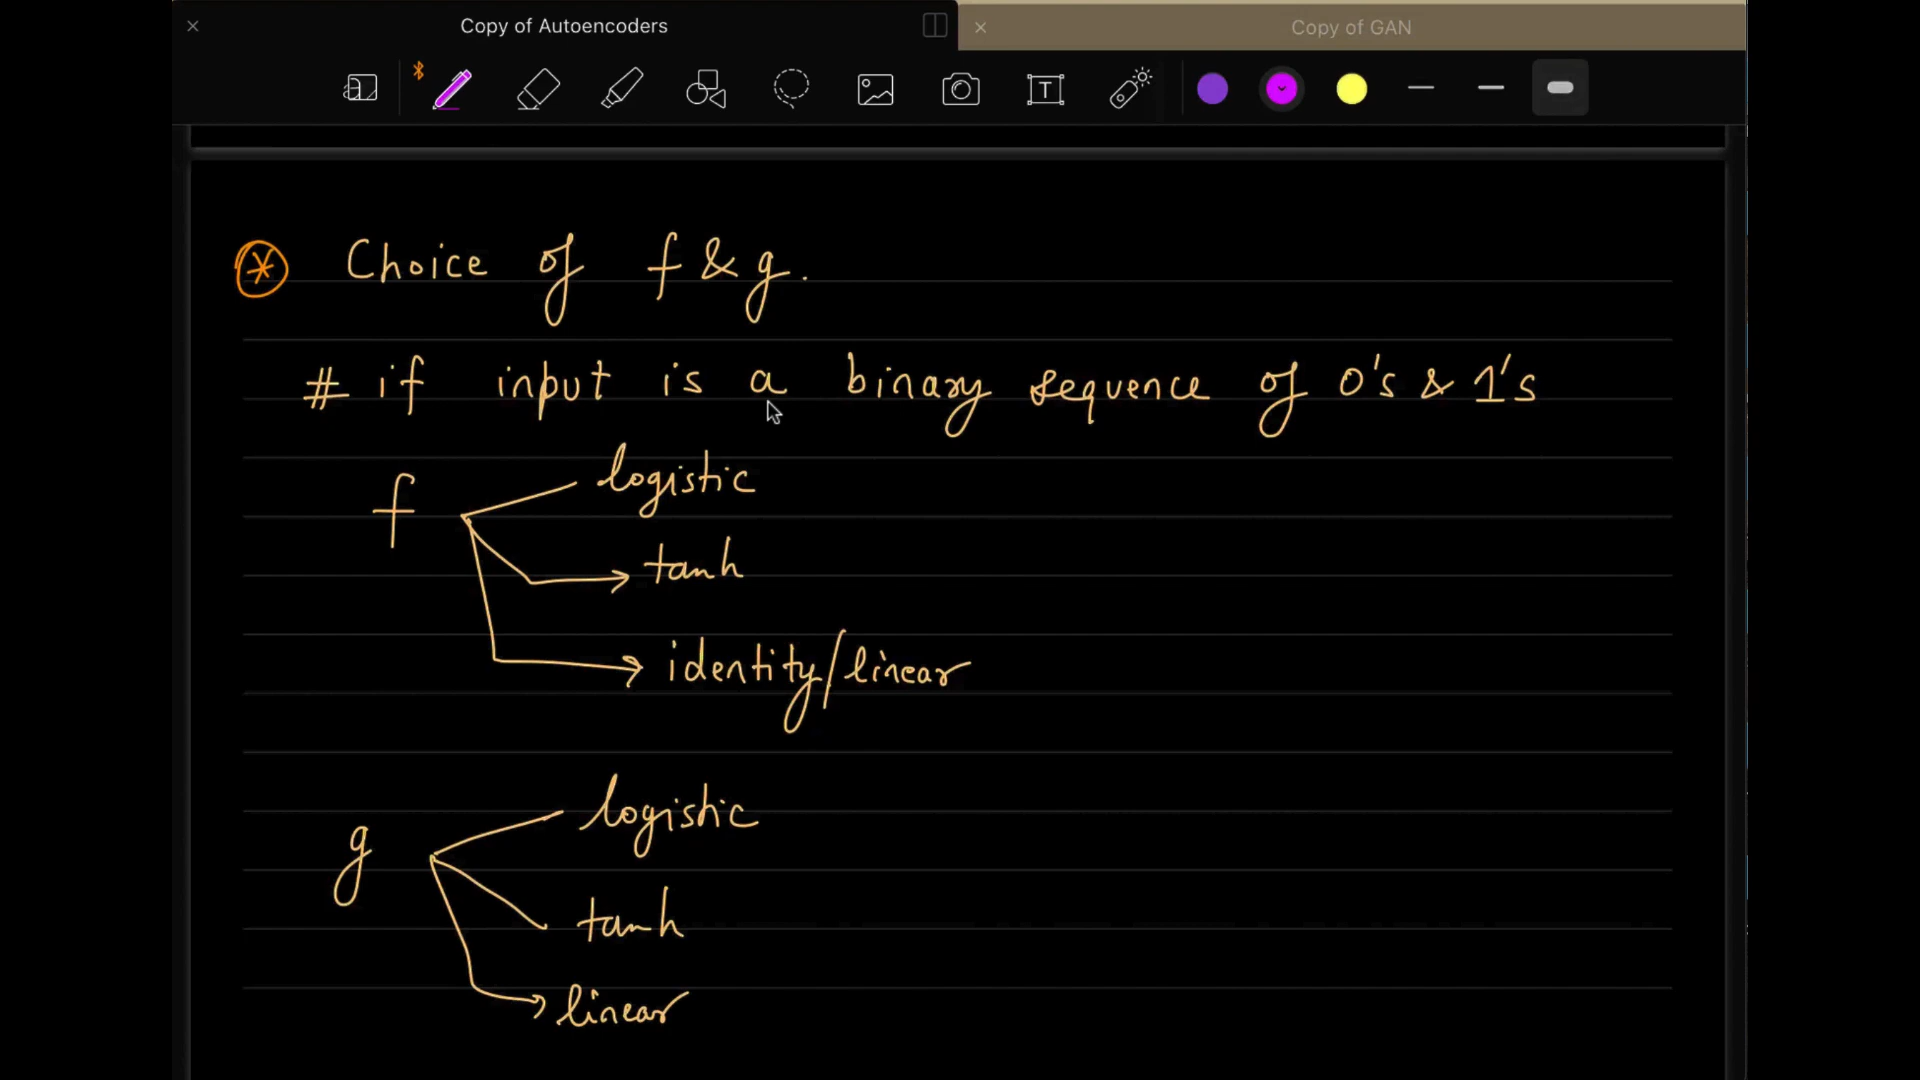 Copy of Autoencoders
Copy of GAN
Choice of f & g.
# if input is a binary sequence of 0's & 1's
f
logistic
tanh
identity/linear
g
logistic
tanh
linear